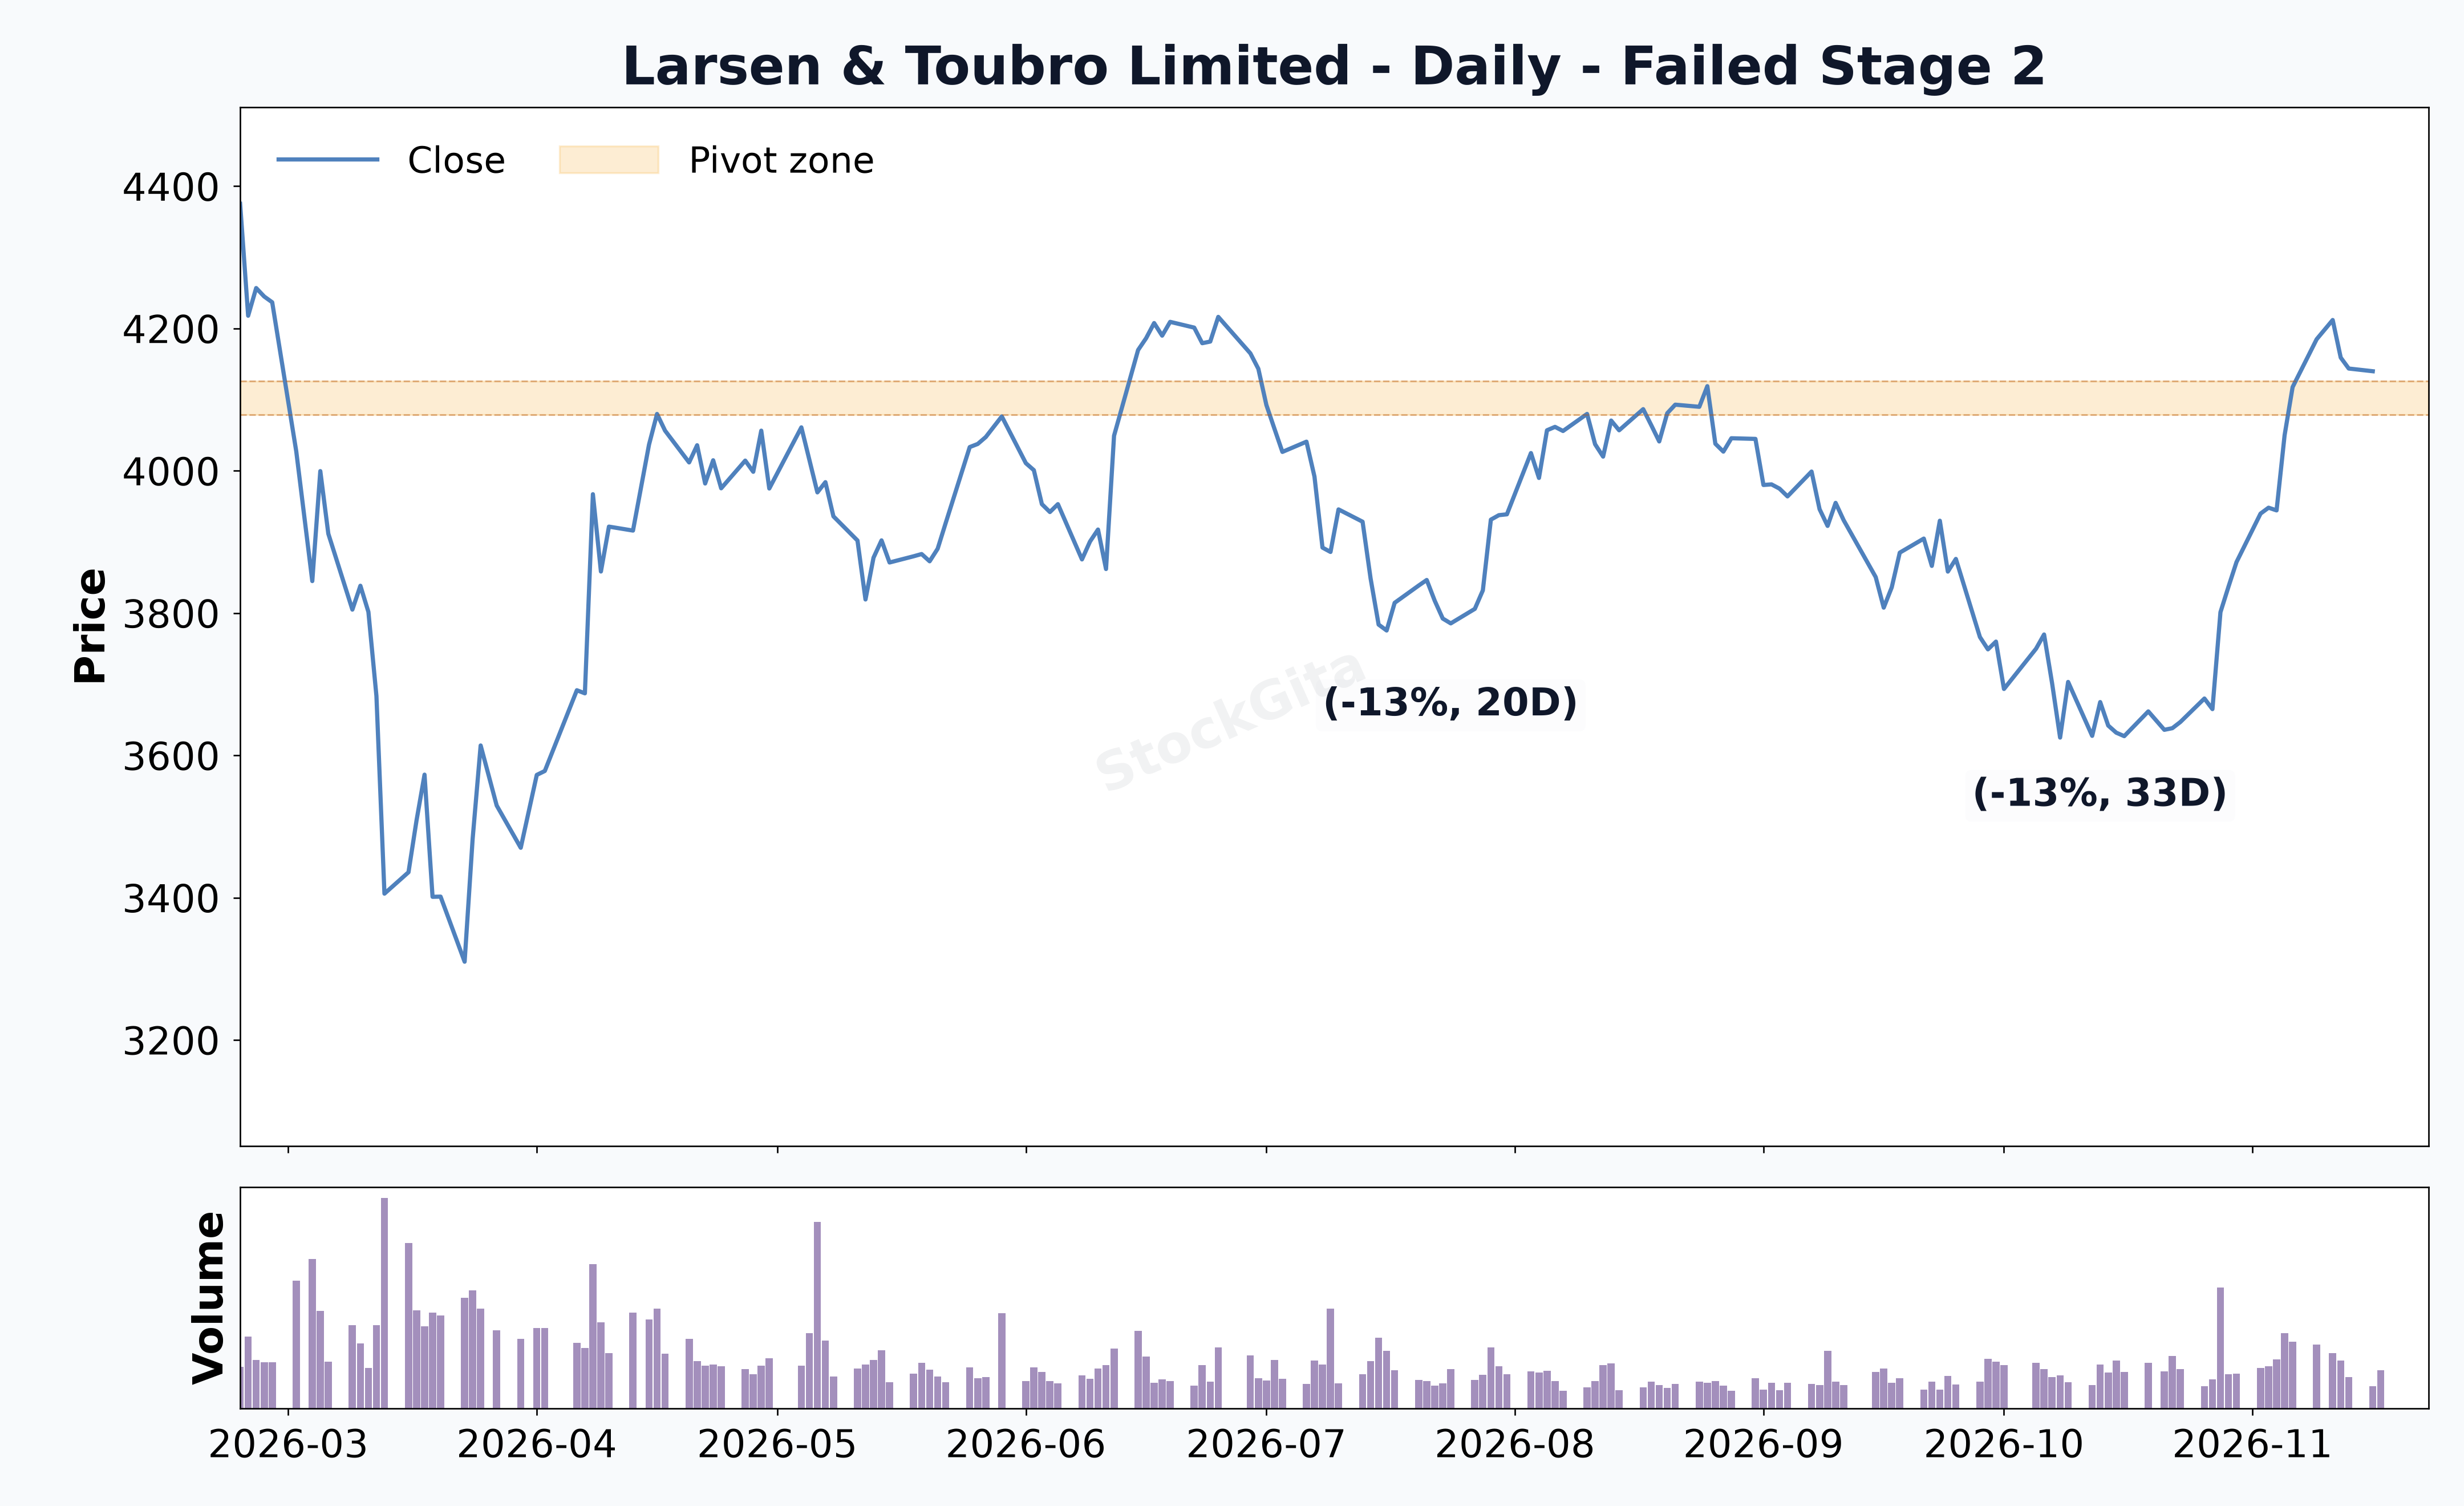 Larsen & Toubro Limited - Daily - Failed Stage 2
Close
Pivot zone
Price
4400
4200
4000
3800
3600
3400
3200
StockGita
(-13%, 20D)
(-13%, 33D)
Volume
2026-03
2026-04
2026-05
2026-06
2026-07
2026-08
2026-09
2026-10
2026-11